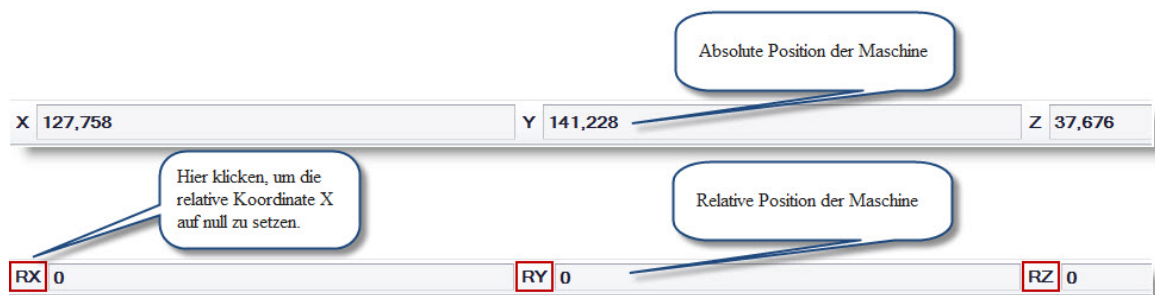 Absolute Position der Maschine
X 127,758 Y 141,228 Z 37,676
Hier klicken, um die
relative Koordinate X
auf null zu setzen.
Relative Position der Maschine
RX 0 RY 0 RZ 0